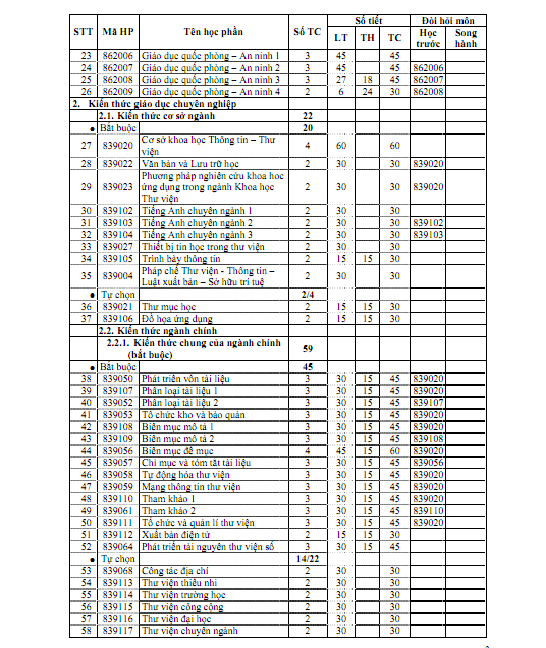 STT Mã HP Tên học phần Số TC Số tiết Đòi hỏi môn
LT TH TC Học trước Song hành
23 862006 Giáo dục quốc phòng – An ninh 1 3 45 45
24 862007 Giáo dục quốc phòng – An ninh 2 3 45 45 862006
25 862008 Giáo dục quốc phòng – An ninh 3 3 27 18 45 862007
26 862009 Giáo dục quốc phòng – An ninh 4 2 6 24 30 862008
2. Kiến thức giáo dục chuyên nghiệp
2.1. Kiến thức cơ sở ngành 22
• Bắt buộc 20
27 839020 Cơ sở khoa học Thông tin – Thư viện 4 60 60
28 839022 Văn bản và Lưu trữ học 2 30 30 839020
29 839023 Phương pháp nghiên cứu khoa học ứng dụng trong ngành Khoa học Thư viện 2 30 30 839020
30 839102 Tiếng Anh chuyên ngành 1 2 30 30
31 839103 Tiếng Anh chuyên ngành 2 2 30 30 839102
32 839104 Tiếng Anh chuyên ngành 3 2 30 30 839103
33 839027 Thiết bị tin học trong thư viện 2 30 30
34 839105 Trình bày thông tin 2 15 15 30
35 839004 Pháp chế Thư viện - Thông tin – Luật xuất bản – Sở hữu trí tuệ 2 30 30
• Tự chọn 2/4
36 839021 Thư mục học 2 15 15 30
37 839106 Đồ họa ứng dụng 2 15 15 30
2.2. Kiến thức ngành chính
2.2.1. Kiến thức chung của ngành chính (bắt buộc) 59
• Bắt buộc 45
38 839050 Phát triển vốn tài liệu 3 30 15 45 839020
39 839107 Phân loại tài liệu 1 3 30 15 45 839020
40 839052 Phân loại tài liệu 2 3 30 15 45 839107
41 839053 Tổ chức kho và bảo quản 3 30 15 45 839020
42 839108 Biên mục mô tả 1 3 30 15 45 839020
43 839109 Biên mục mô tả 2 3 30 15 45 839108
44 839056 Biên mục đề mục 4 45 15 60 839020
45 839057 Chỉ mục và tóm tắt tài liệu 3 30 15 45 839056
46 839058 Tự động hóa thư viện 3 30 15 45 839020
47 839059 Mạng thông tin thư viện 3 30 15 45 839020
48 839110 Tham khảo 1 3 30 15 45 839020
49 839061 Tham khảo 2 3 30 15 45 839110
50 839111 Tổ chức và quản lí thư viện 3 30 15 45 839020
51 839112 Xuất bản điện tử 2 15 15 30
52 839064 Phát triển tài nguyên thư viện số 3 30 15 45
• Tự chọn 14/22
53 839068 Công tác địa chí 2 30 30
54 839113 Thư viện thiếu nhi 2 30 30
55 839114 Thư viện trường học 2 30 30
56 839115 Thư viện công cộng 2 30 30
57 839116 Thư viện đại học 2 30 30
58 839117 Thư viện chuyên ngành 2 30 30